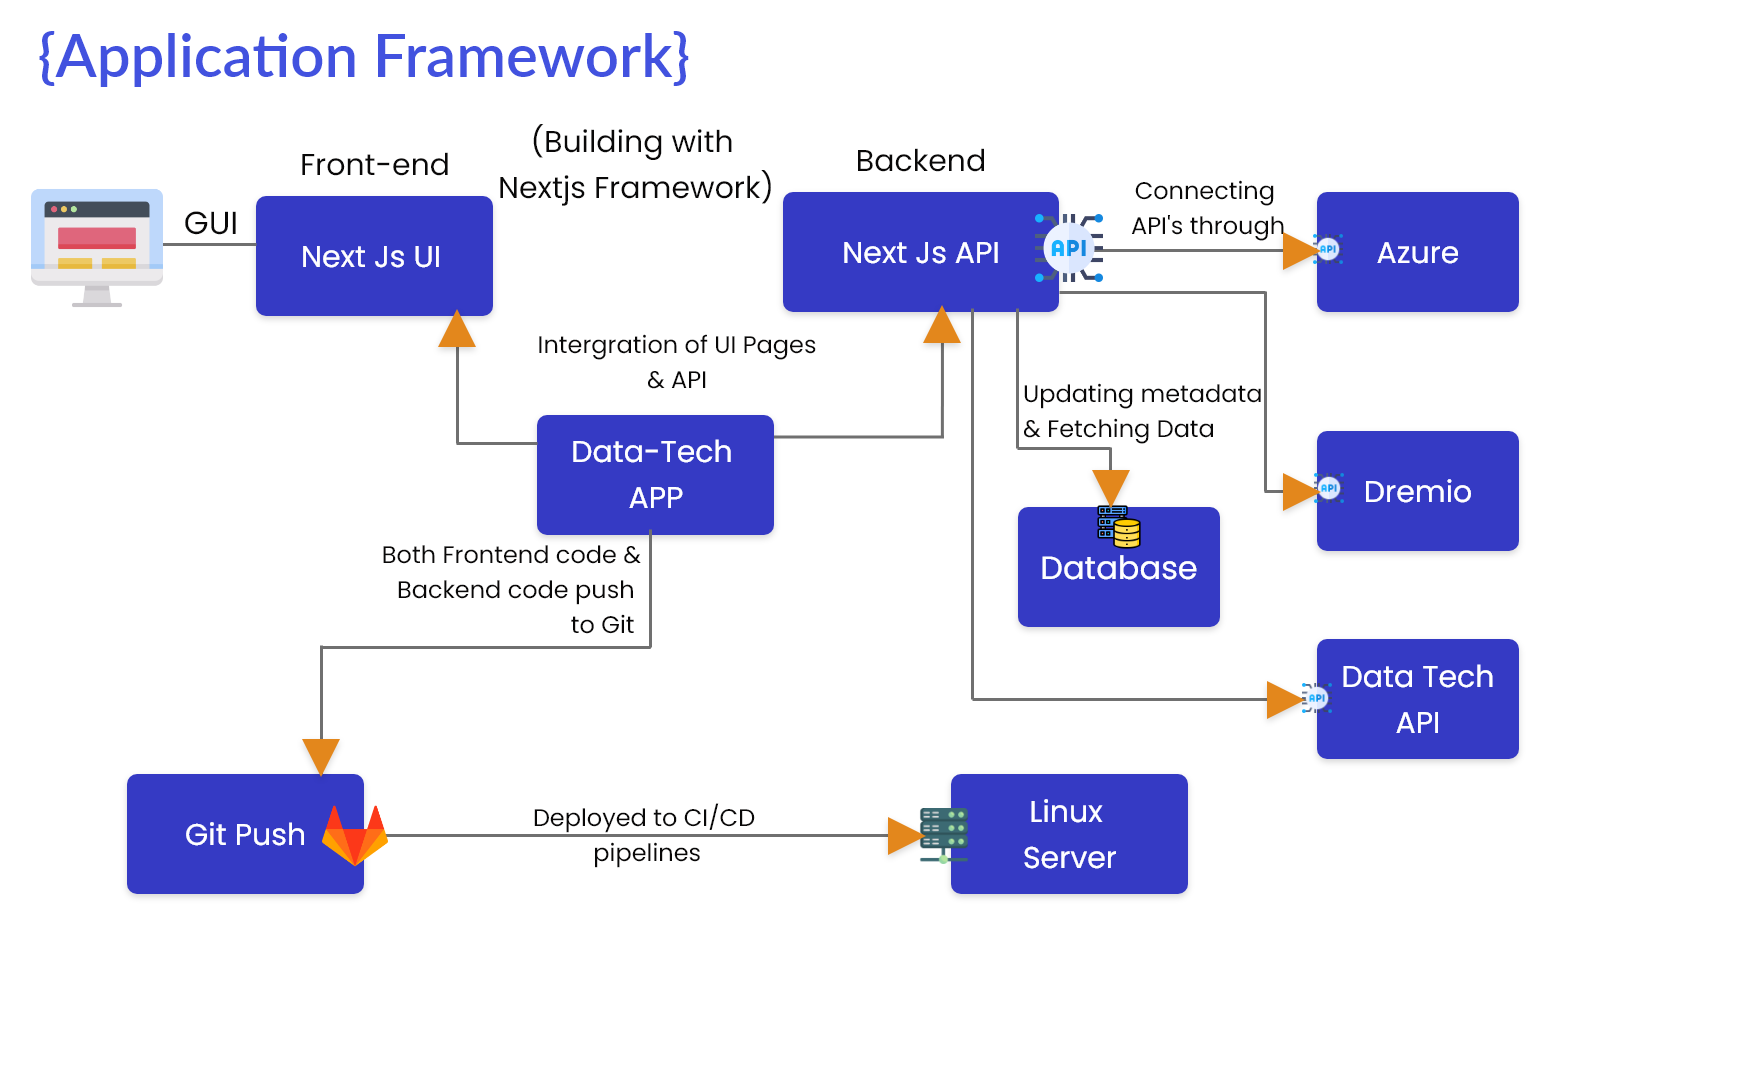 {Application Framework}
(Building with
Nextjs Framework)
Front-end
Backend
GUI
Next Js UI
Next Js API
API
Connecting
API's through
API
Azure
Intergration of UI Pages
& API
Updating metadata
& Fetching Data
Data-Tech
APP
API
Dremio
Database
Both Frontend code &
Backend code push
to Git
API
Data Tech
API
Git Push
Deployed to CI/CD
pipelines
Linux
Server